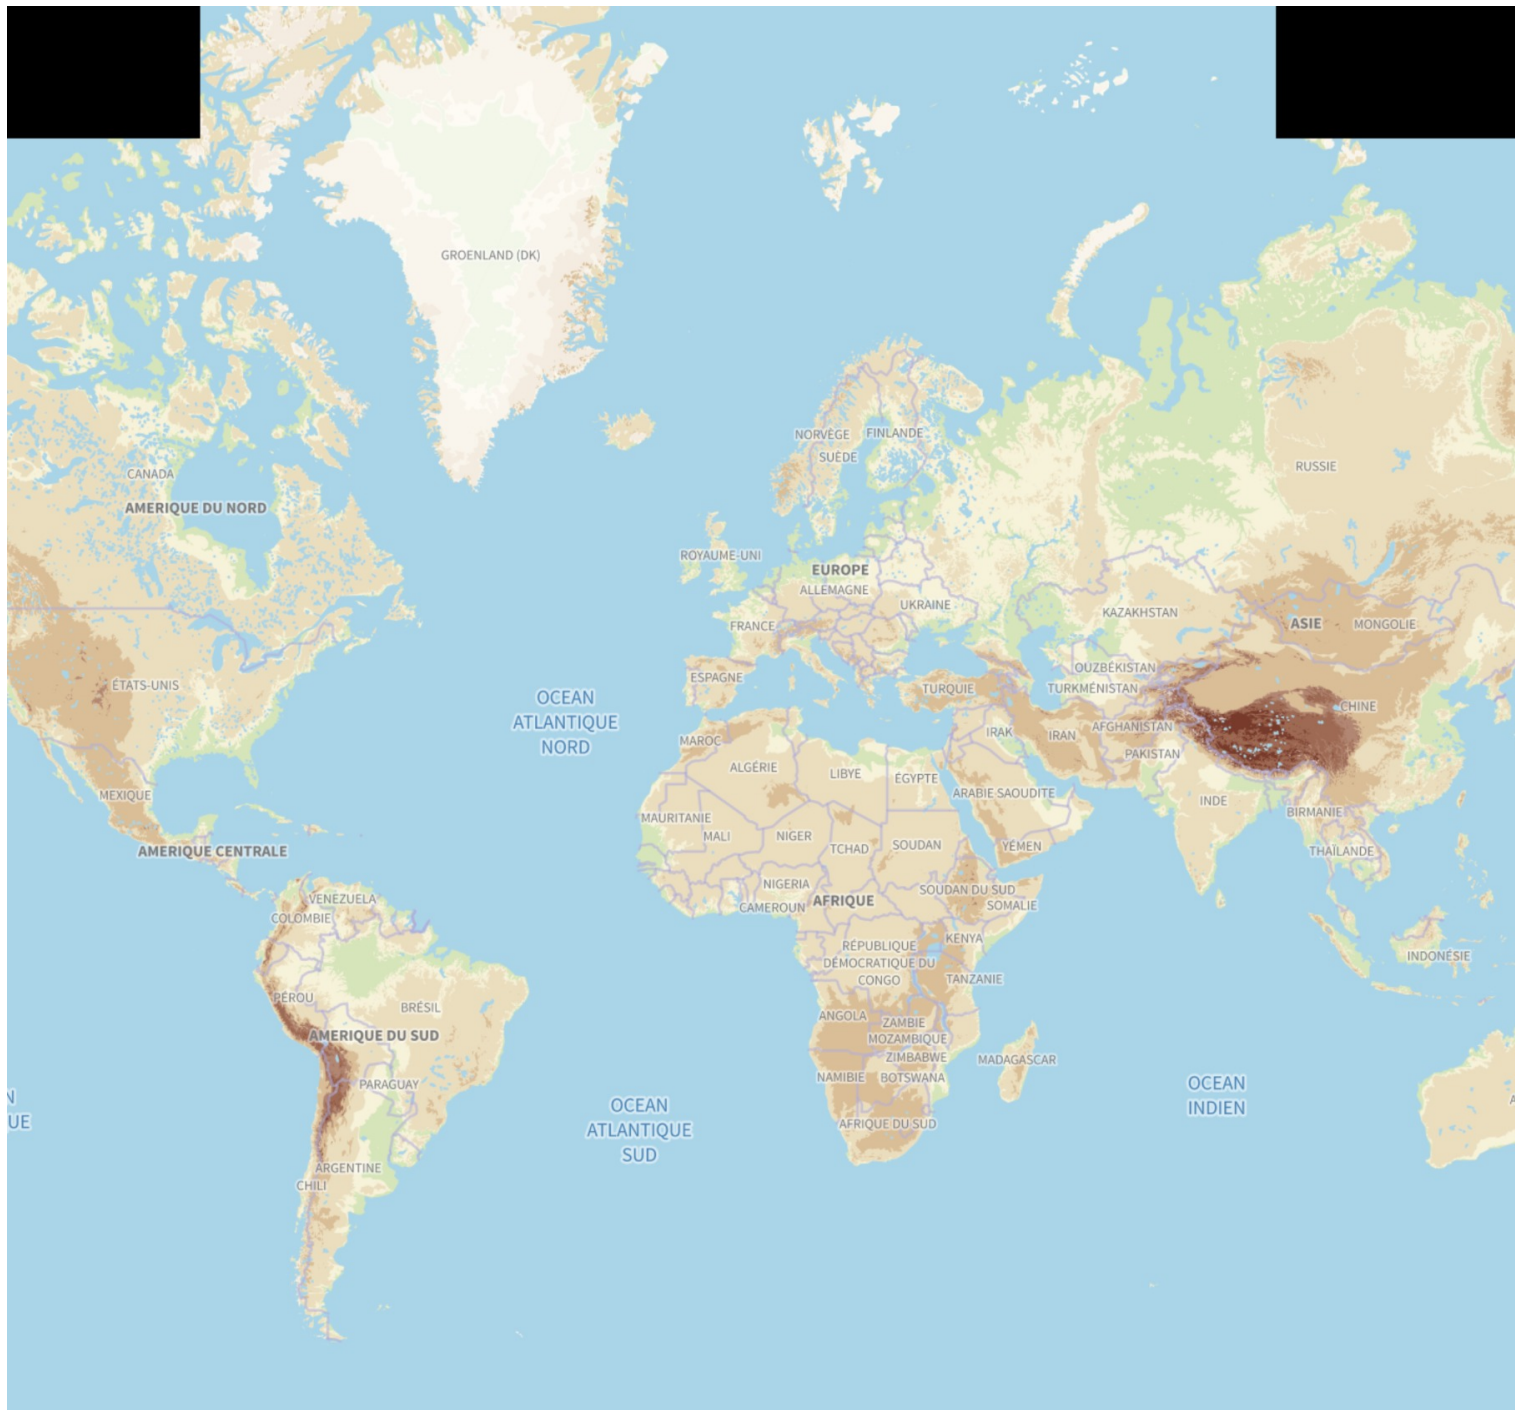 GROENLAND (DK)
NORVÈGE
FINLANDE
SUÈDE
RUSSIE
CANADA
AMERIQUE DU NORD
ROYAUME-UNI
EUROPE
ALLEMAGNE
UKRAINE
KAZAKHSTAN
FRANCE
ASIE
MONGOLIE
OUZBÉKISTAN
ESPAGNE
ÉTATS-UNIS
TURQUIE
TURKMÉNISTAN
OCEAN
ATLANTIQUE
NORD
CHINE
AFGHANISTAN
IRAK
IRAN
MAROC
PAKISTAN
ALGÉRIE
LIBYE
ÉGYPTE
MEXIQUE
ARABIE SAOUDITE
INDE
BIRMANIE
MAURITANIE
MALI
NIGER
TCHAD
SOUDAN
YÉMEN
THAÏLANDE
AMERIQUE CENTRALE
NIGERIA
SOUDAN DU SUD
VENEZUELA
CAMEROUN
AFRIQUE
SOMALIE
COLOMBIE
RÉPUBLIQUE
DÉMOCRATIQUE DU
CONGO
KENYA
INDONÉSIE
TANZANIE
PÉROU
BRÉSIL
ANGOLA
ZAMBIE
AMERIQUE DU SUD
MOZAMBIQUE
ZIMBABWE
MADAGASCAR
NAMIBIE
BOTSWANA
PARAGUAY
OCEAN
INDIEN
N
UE
A
OCEAN
ATLANTIQUE
SUD
AFRIQUE DU SUD
ARGENTINE
CHILI